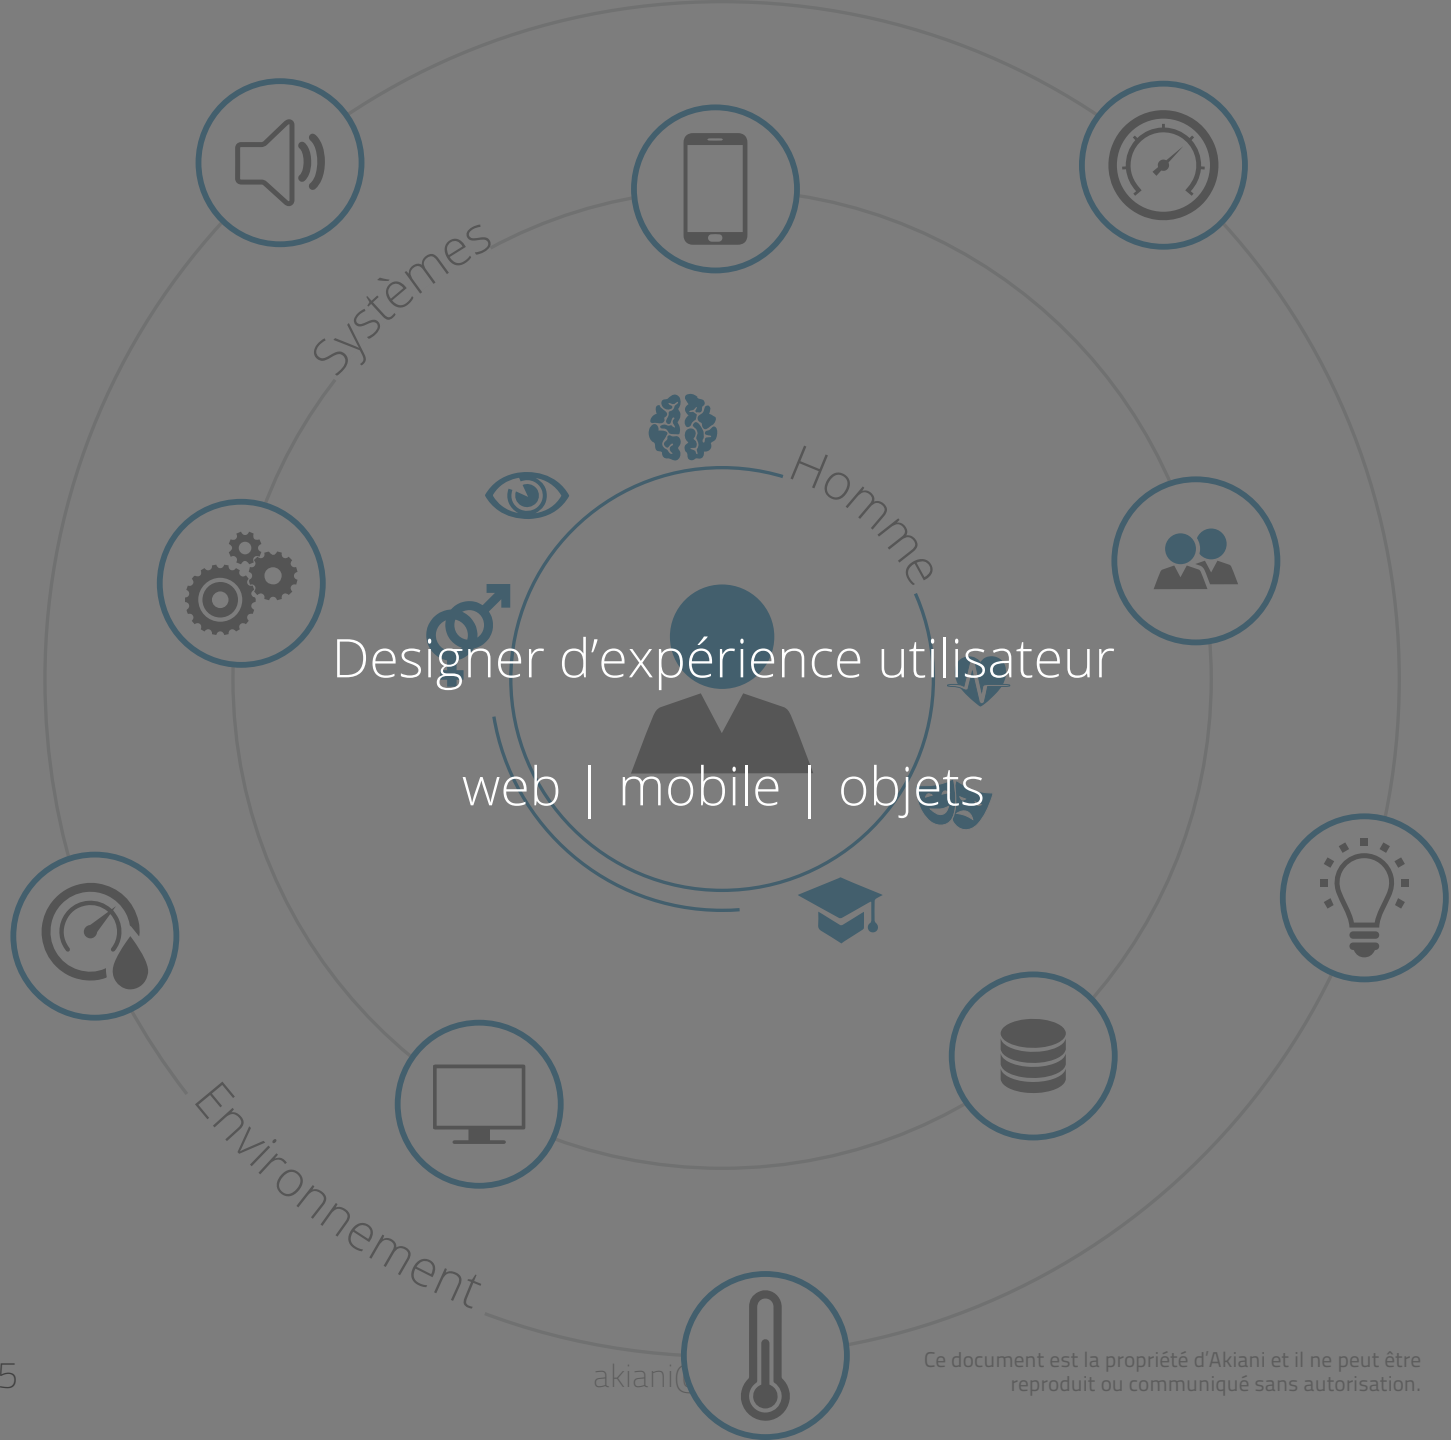 Systèmes
Homme
Designer d’expérience utilisateur
web | mobile | objets
Environnement
5
akiani@
Ce document est la propriété d'Akiani et il ne peut être
reproduit ou communiqué sans autorisation.